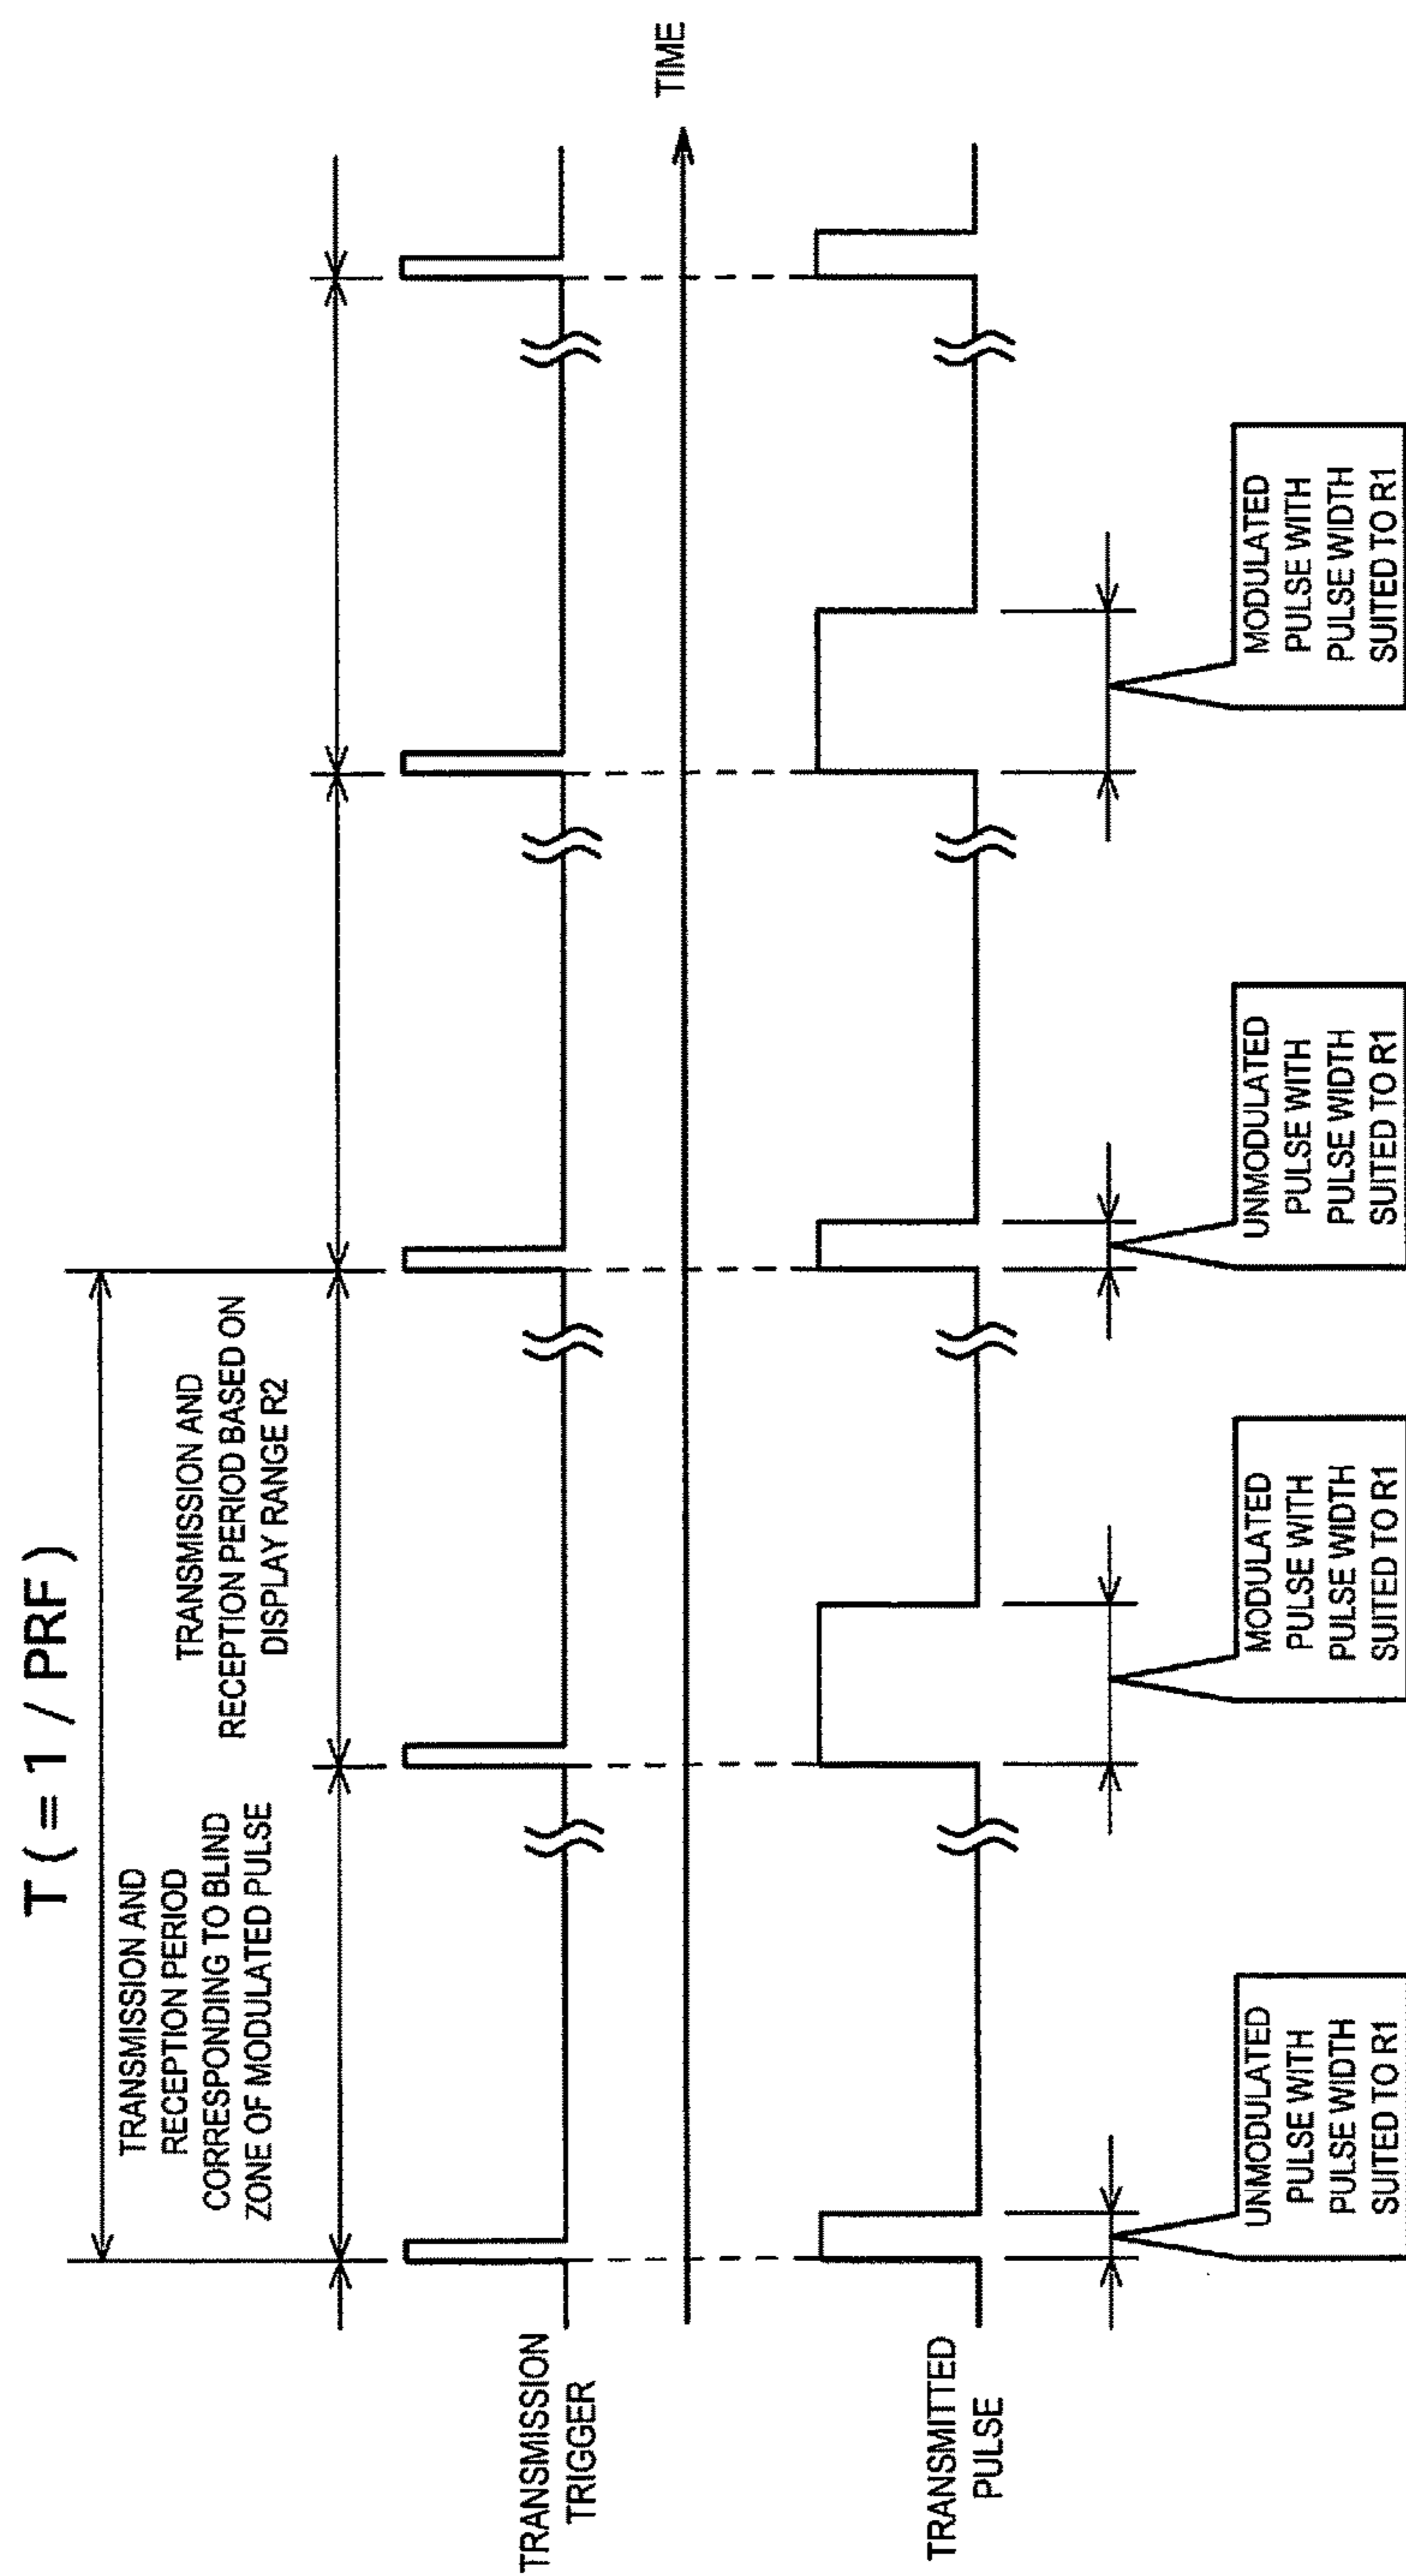 T ( = 1 / PRF )
TRANSMISSION AND
RECEPTION PERIOD
CORRESPONDING TO BLIND
ZONE OF MODULATED PULSE
TRANSMISSION AND
RECEPTION PERIOD BASED ON
DISPLAY RANGE R2
TRANSMISSION
TRIGGER
TIME
TRANSMITTED
PULSE
UNMODULATED
PULSE WITH
PULSE WIDTH
SUITED TO R1
MODULATED
PULSE WITH
PULSE WIDTH
SUITED TO R1
UNMODULATED
PULSE WITH
PULSE WIDTH
SUITED TO R1
MODULATED
PULSE WITH
PULSE WIDTH
SUITED TO R1